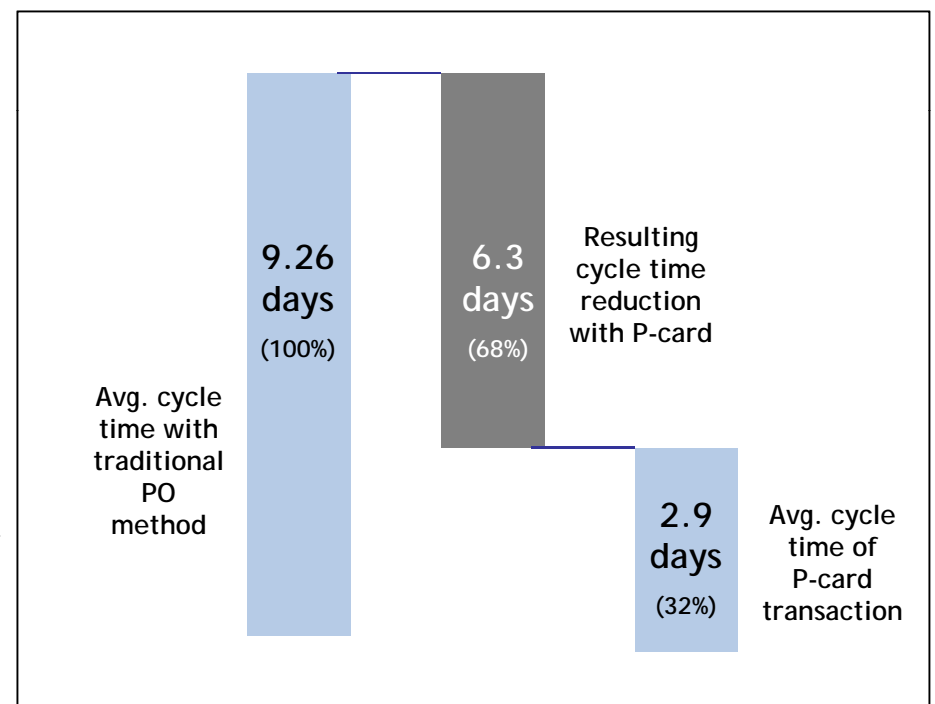 9.26
days
(100%)
Avg. cycle
time with
traditional
PO
method
6.3
days
(68%)
Resulting
cycle time
reduction
with P-card
2.9
days
(32%)
Avg. cycle
time of
P-card
transaction